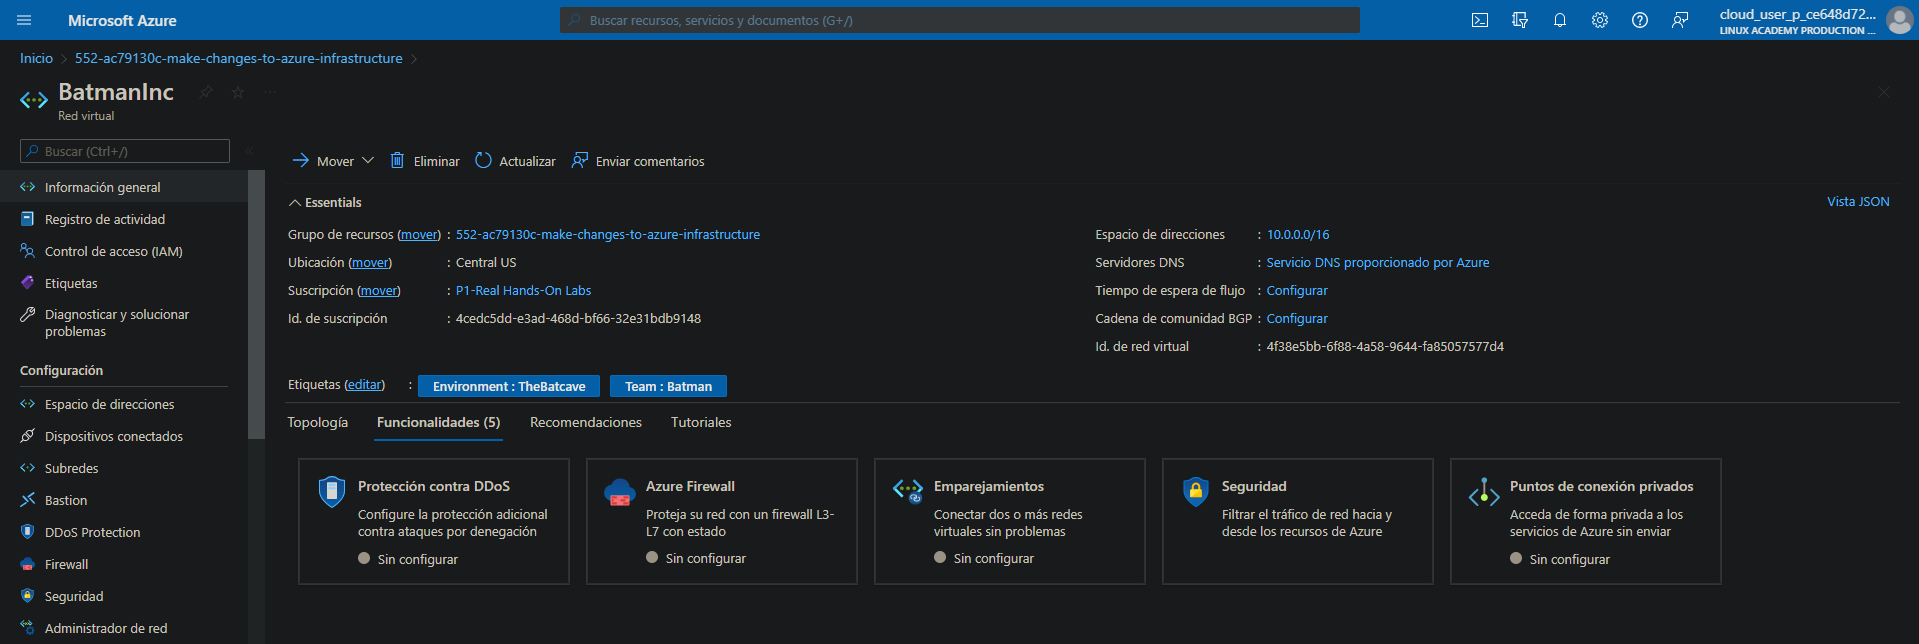 Microsoft Azure
Buscar recursos, servicios y documentos (G+/)
cloud_user_p_ce648d72...
LINUX ACADEMY PRODUCTION ...
Inicio > 552-ac79130c-make-changes-to-azure-infrastructure >
BatmanInc
Red virtual
Buscar (Ctrl+/)
Información general
Registro de actividad
Control de acceso (IAM)
Etiquetas
Diagnosticar y solucionar
problemas
Configuración
Espacio de direcciones
Dispositivos conectados
Subredes
Bastion
DDoS Protection
Firewall
Seguridad
Administrador de red
Mover Eliminar Actualizar Enviar comentarios
Essentials
Vista JSON
Grupo de recursos (mover) : 552-ac79130c-make-changes-to-azure-infrastructure
Ubicación (mover) : Central US
Suscripción (mover) : P1-Real Hands-On Labs
Id. de suscripción : 4cedc5dd-e3ad-468d-bf66-32e31bdb9148
Espacio de direcciones : 10.0.0.0/16
Servidores DNS : Servicio DNS proporcionado por Azure
Tiempo de espera de flujo : Configurar
Cadena de comunidad BGP : Configurar
Id. de red virtual : 4f38e5bb-6f88-4a58-9644-fa85057577d4
Etiquetas (editar) : Environment : TheBatcave Team : Batman
Topología Funcionalidades (5) Recomendaciones Tutoriales
Protección contra DDoS
Configure la protección adicional
contra ataques por denegación
Sin configurar
Azure Firewall
Proteja su red con un firewall L3-
L7 con estado
Sin configurar
Emparejamientos
Conectar dos o más redes
virtuales sin problemas
Sin configurar
Seguridad
Filtrar el tráfico de red hacia y
desde los recursos de Azure
Puntos de conexión privados
Acceda de forma privada a los
servicios de Azure sin enviar
Sin configurar